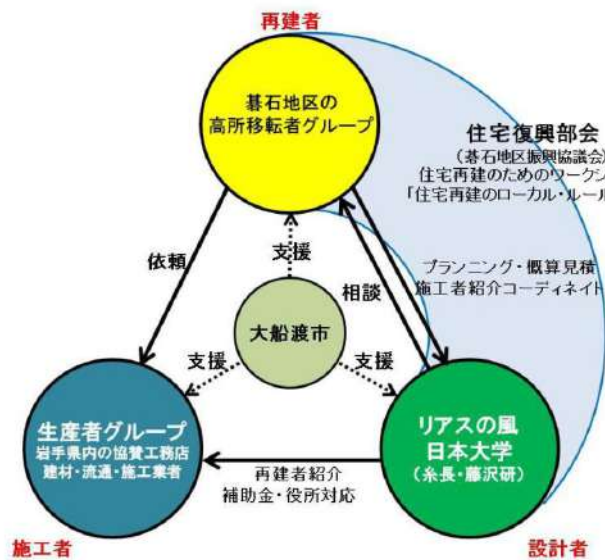 再建者
碁石地区の
高所移転者グループ
住宅復興部会
(碁石地区振興協議会)
住宅再建のためのワークシ
「住宅再建のローカル・ルール
依頼
支援
相談
プランニング・概算見積
施工者紹介コーディネイト
大船渡市
支援
支援
生産者グループ
岩手県内の協賛工務店
建材・流通・施工業者
リアスの風
日本大学
(糸長・藤沢研)
再建者紹介
補助金・役所対応
施工者
設計者